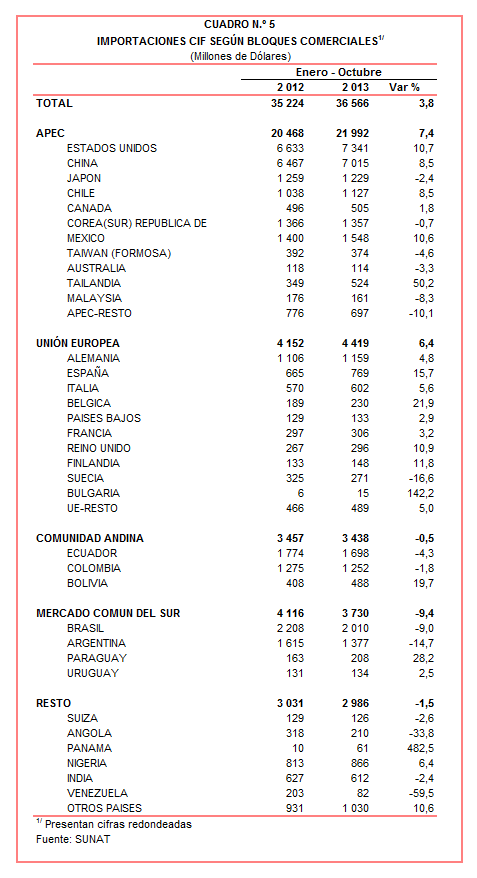 CUADRO N.º 5
IMPORTACIONES CIF SEGÚN BLOQUES COMERCIALES1/
(Millones de Dólares)
Enero - Octubre
2 012 2 013 Var %
TOTAL 35 224 36 566 3,8
APEC 20 468 21 992 7,4
ESTADOS UNIDOS 6 633 7 341 10,7
CHINA 6 467 7 015 8,5
JAPON 1 259 1 229 -2,4
CHILE 1 038 1 127 8,5
CANADA 496 505 1,8
COREA(SUR) REPUBLICA DE 1 366 1 357 -0,7
MEXICO 1 400 1 548 10,6
TAIWAN (FORMOSA) 392 374 -4,6
AUSTRALIA 118 114 -3,3
TAILANDIA 349 524 50,2
MALAYSIA 176 161 -8,3
APEC-RESTO 776 697 -10,1
UNIÓN EUROPEA 4 152 4 419 6,4
ALEMANIA 1 106 1 159 4,8
ESPAÑA 665 769 15,7
ITALIA 570 602 5,6
BELGICA 189 230 21,9
PAISES BAJOS 129 133 2,9
FRANCIA 297 306 3,2
REINO UNIDO 267 296 10,9
FINLANDIA 133 148 11,8
SUECIA 325 271 -16,6
BULGARIA 6 15 142,2
UE-RESTO 466 489 5,0
COMUNIDAD ANDINA 3 457 3 438 -0,5
ECUADOR 1 774 1 698 -4,3
COLOMBIA 1 275 1 252 -1,8
BOLIVIA 408 488 19,7
MERCADO COMUN DEL SUR 4 116 3 730 -9,4
BRASIL 2 208 2 010 -9,0
ARGENTINA 1 615 1 377 -14,7
PARAGUAY 163 208 28,2
URUGUAY 131 134 2,5
RESTO 3 031 2 986 -1,5
SUIZA 129 126 -2,6
ANGOLA 318 210 -33,8
PANAMA 10 61 482,5
NIGERIA 813 866 6,4
INDIA 627 612 -2,4
VENEZUELA 203 82 -59,5
OTROS PAISES 931 1 030 10,6
1/ Presentan cifras redondeadas
Fuente: SUNAT